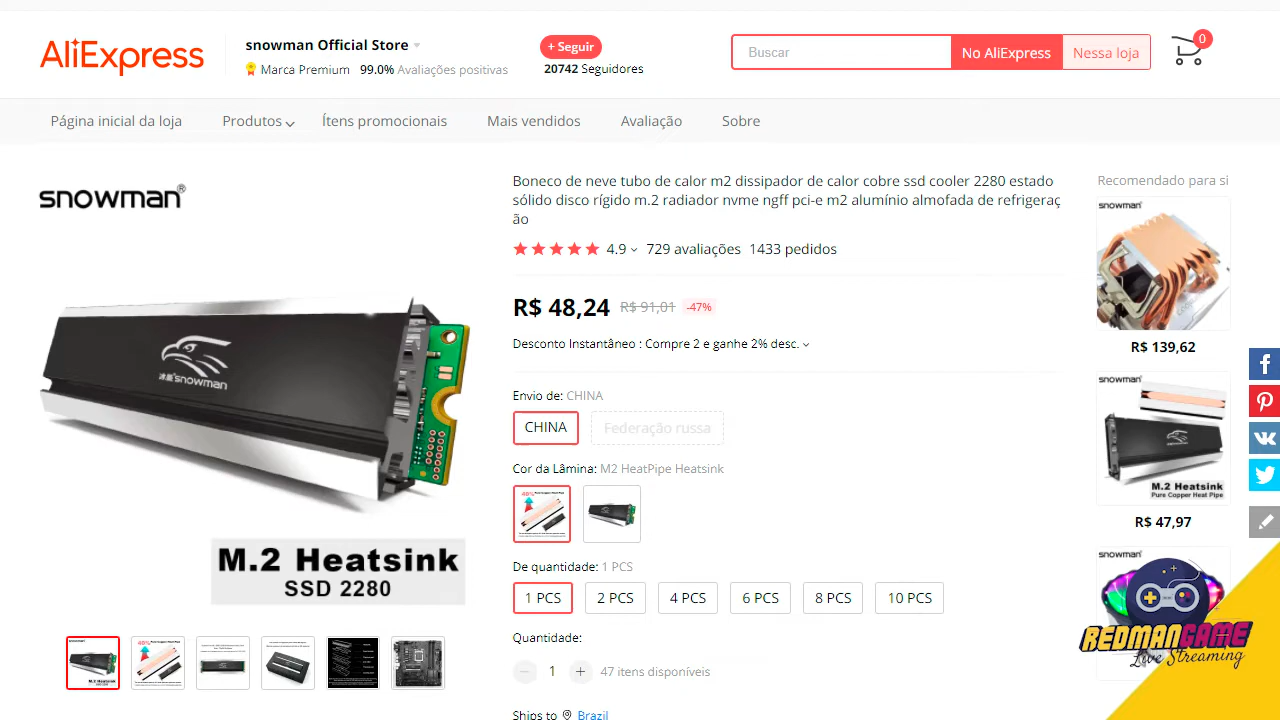 AliExpress
snowman Official Store
Marca Premium 99.0% Avaliações positivas
+ Seguir
20742 Seguidores
Buscar
No AliExpress
Nessa loja
0
Página inicial da loja
Produtos
Ítens promocionais
Mais vendidos
Avaliação
Sobre
snowman®
冰曼®snowman
M.2 Heatsink
SSD 2280
Boneco de neve tubo de calor m2 dissipador de calor cobre ssd cooler 2280 estado
sólido disco rígido m.2 radiador nvme ngff pci-e m2 alumínio almofada de refrigeraç
ão
4.9 729 avaliações 1433 pedidos
R$ 48,24 R$ 91,01 -47%
Desconto Instantâneo : Compre 2 e ganhe 2% desc.
Envio de: CHINA
CHINA
Federação russa
Cor da Lâmina: M2 HeatPipe Heatsink
De quantidade: 1 PCS
1 PCS
2 PCS
4 PCS
6 PCS
8 PCS
10 PCS
Quantidade:
− 1 + 47 itens disponíveis
Ships to Brazil
Recomendado para si
snowman
R$ 139,62
snowman
M.2 Heatsink
Pure Copper Heat Pipe
R$ 47,97
snowman
REDMANGAME
Live Streaming